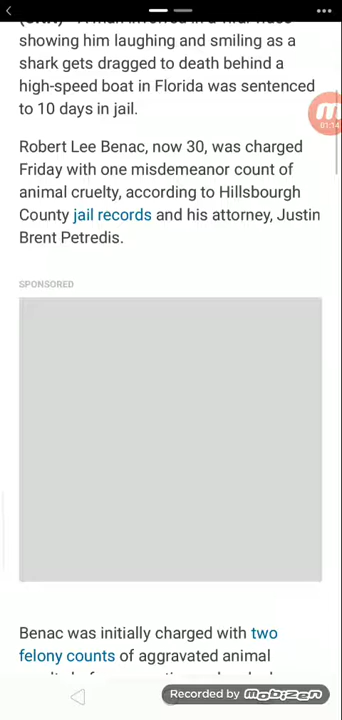 showing him laughing and smiling as a
shark gets dragged to death behind a
high-speed boat in Florida was sentenced
to 10 days in jail.
01:14
Robert Lee Benac, now 30, was charged
Friday with one misdemeanor count of
animal cruelty, according to Hillsbourgh
County jail records and his attorney, Justin
Brent Petredis.
SPONSORED
Benac was initially charged with two
felony counts of aggravated animal
Recorded by mobizen